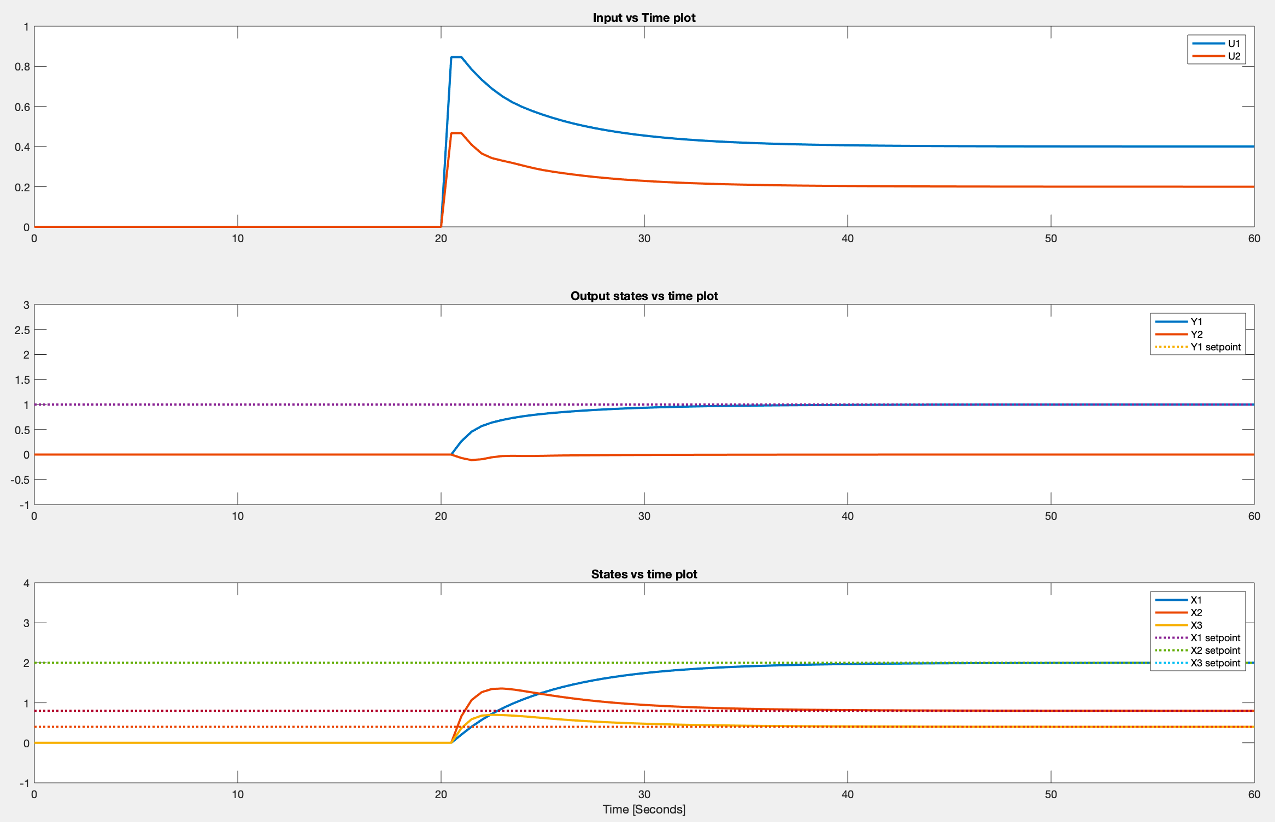 Input vs Time plot
1
0.8
0.6
0.4
0.2
0
0 10 20 30 40 50 60
U1
U2
Output states vs time plot
3
2.5
2
1.5
1
0.5
0
-0.5
-1
0 10 20 30 40 50 60
Y1
Y2
Y1 setpoint
States vs time plot
4
3
2
1
0
-1
0 10 20 30 40 50 60
X1
X2
X3
X1 setpoint
X2 setpoint
X3 setpoint
Time [Seconds]